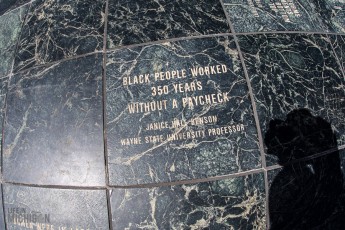 BLACK PEOPLE WORKED
350 YEARS
WITHOUT A PAYCHECK
JANICE HALE BENSON
WAYNE STATE UNIVERSITY PROFESSOR